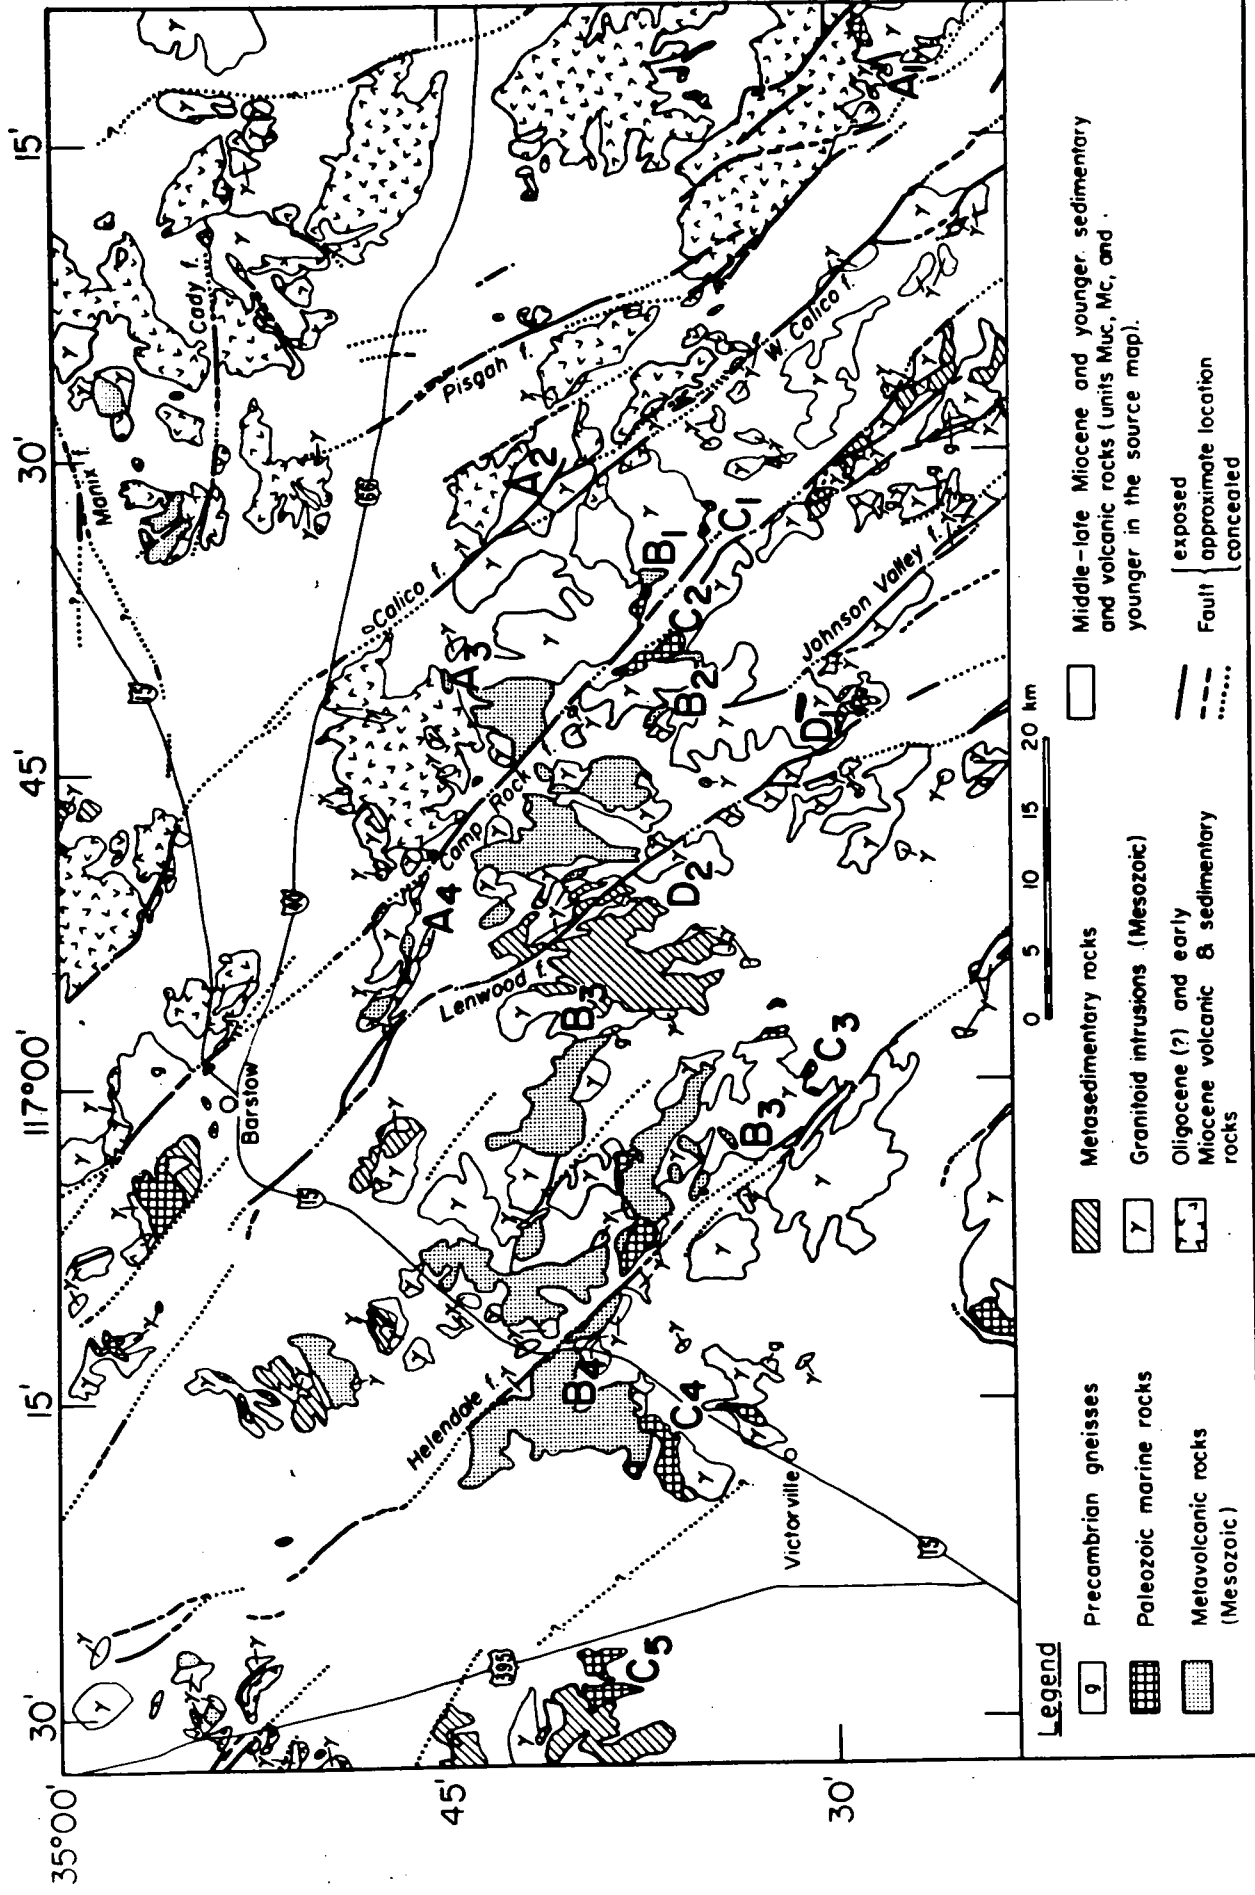 35°00'
45'
30'
30'
15'
117°00'
45'
30'
15'
Manix f.
Cady f.
Pisgah f.
Calico f.
W. Calico f.
Camp Rock
Johnson Valley f.
Lenwood f.
Helendale f.
Barstow
Victorville
15
15
15
40
66
395
A1
A2
A3
A4
B1
B2
B3
B3
B4
C1
C2
C3
C4
C5
D1
D2
0 5 10 15 20 km
Legend
g Precambrian gneisses
Paleozoic marine rocks
Metavolcanic rocks
(Mesozoic)
Metasedimentary rocks
γ Granitoid intrusions (Mesozoic)
Oligocene (?) and early
Miocene volcanic & sedimentary
rocks
Middle-late Miocene and younger sedimentary
and volcanic rocks (units Muc, Mc, and
younger in the source map).
Fault
exposed
approximate location
concealed